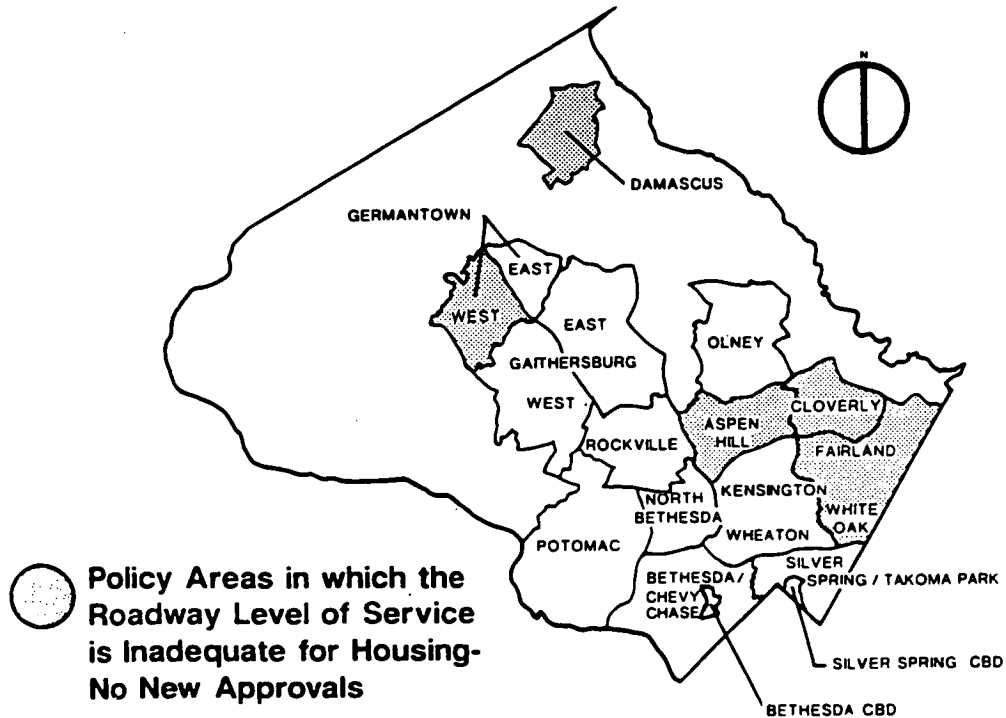 N
DAMASCUS
GERMANTOWN
EAST
WEST
EAST
GAITHERSBURG
WEST
OLNEY
CLOVERLY
ASPEN
HILL
FAIRLAND
ROCKVILLE
KENSINGTON
NORTH
BETHESDA
WHITE
OAK
WHEATON
POTOMAC
SILVER
SPRING / TAKOMA PARK
BETHESDA /
CHEVY
CHASE
SILVER SPRING CBD
BETHESDA CBD
Policy Areas in which the
Roadway Level of Service
is Inadequate for Housing-
No New Approvals